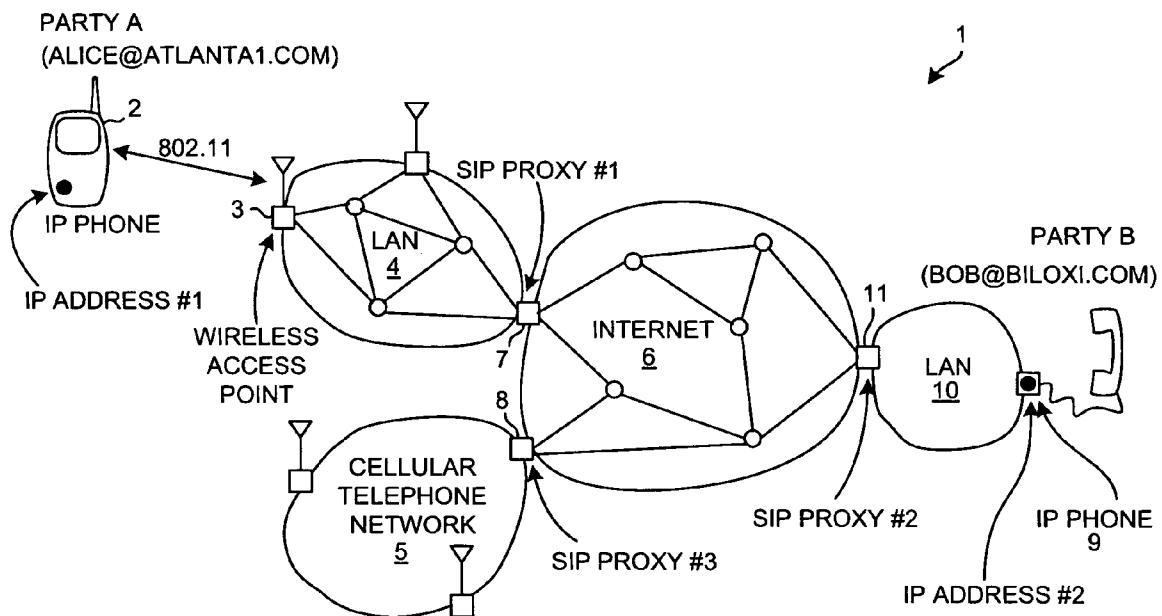 PARTY A
(ALICE@ATLANTA1.COM)
1
2
802.11
SIP PROXY #1
3
IP PHONE
LAN
4
PARTY B
(BOB@BILOXI.COM)
IP ADDRESS #1
WIRELESS
ACCESS
POINT
7
INTERNET
6
11
LAN
10
8
CELLULAR
TELEPHONE
NETWORK
5
SIP PROXY #3
SIP PROXY #2
IP PHONE
9
IP ADDRESS #2